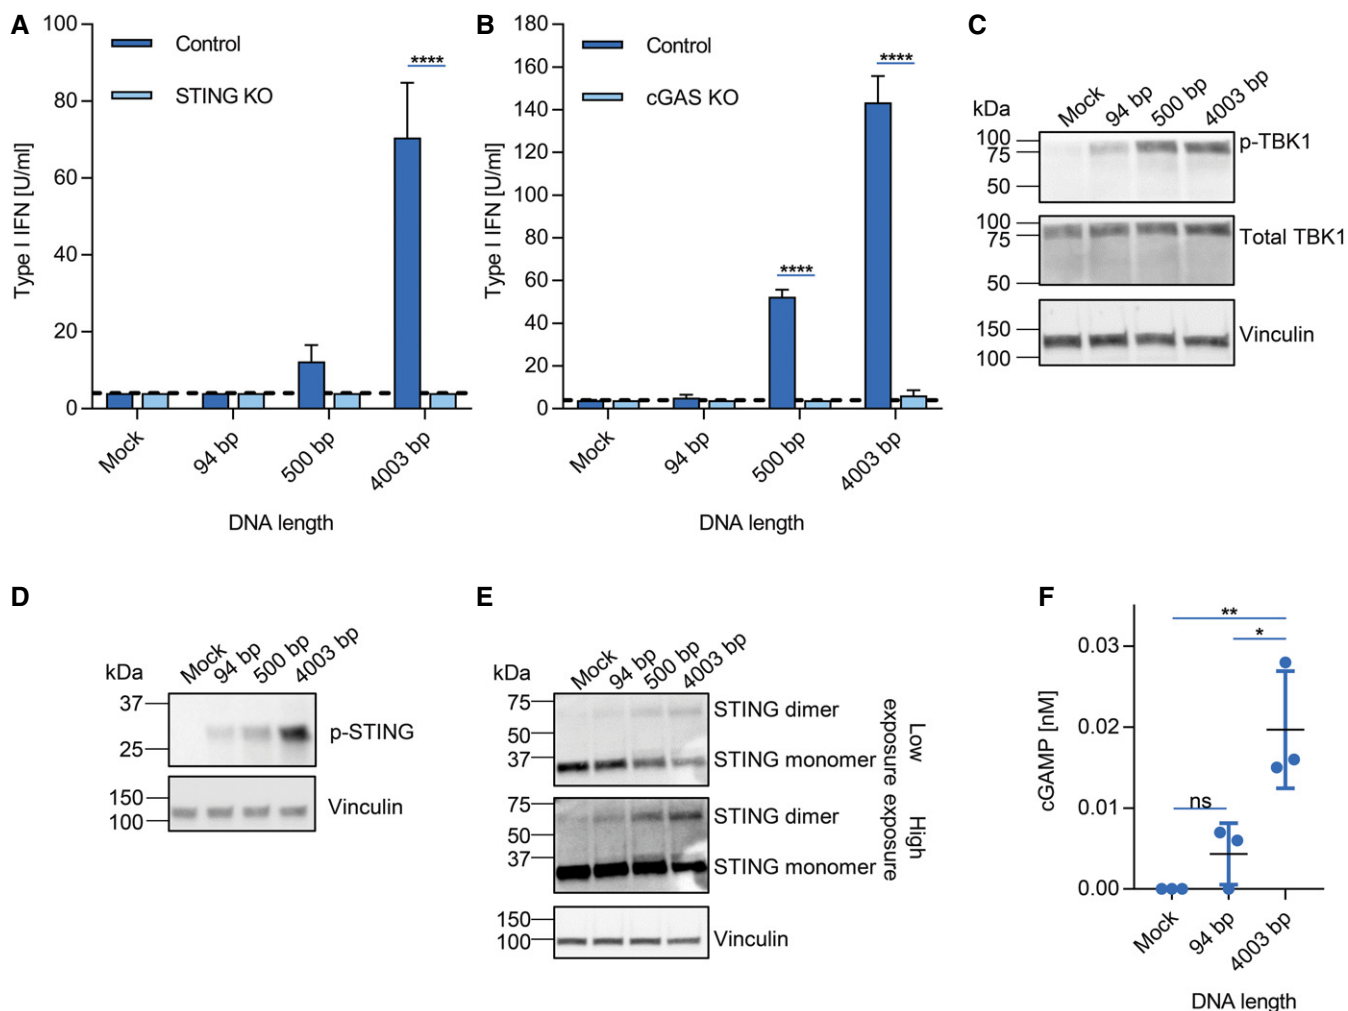 A
100
80
60
40
20
0
Type I IFN [U/ml]
Control
STING KO
****
Mock
94 bp
500 bp
4003 bp
DNA length
B
180
160
140
120
100
80
60
40
20
0
Type I IFN [U/ml]
Control
cGAS KO
****
****
Mock
94 bp
500 bp
4003 bp
DNA length
C
kDa
Mock
94 bp
500 bp
4003 bp
100
75
50
p-TBK1
100
75
50
Total TBK1
150
100
Vinculin
D
kDa
Mock
94 bp
500 bp
4003 bp
37
25
p-STING
150
100
Vinculin
E
kDa
Mock
94 bp
500 bp
4003 bp
75
50
37
STING dimer
STING monomer
Low
exposure
75
50
37
STING dimer
STING monomer
High
exposure
150
100
Vinculin
F
cGAMP [nM]
0.03
0.02
0.01
0.00
**
*
ns
Mock
94 bp
4003 bp
DNA length